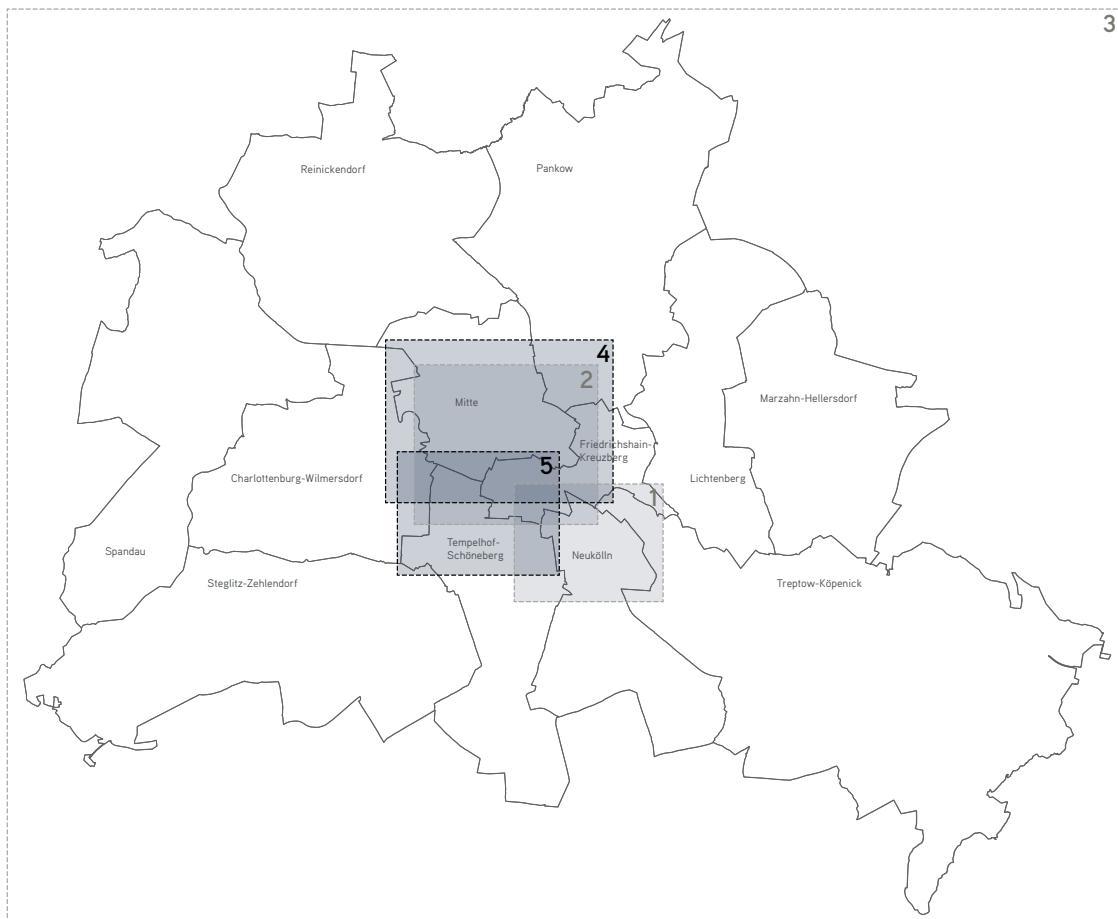 3
Reinickendorf
Pankow
4
2
Mitte
Marzahn-Hellersdorf
Friedrichshain-
Kreuzberg
5
Charlottenburg-Wilmersdorf
Lichtenberg
1
Spandau
Tempelhof-
Schöneberg
Neukölln
Steglitz-Zehlendorf
Treptow-Köpenick